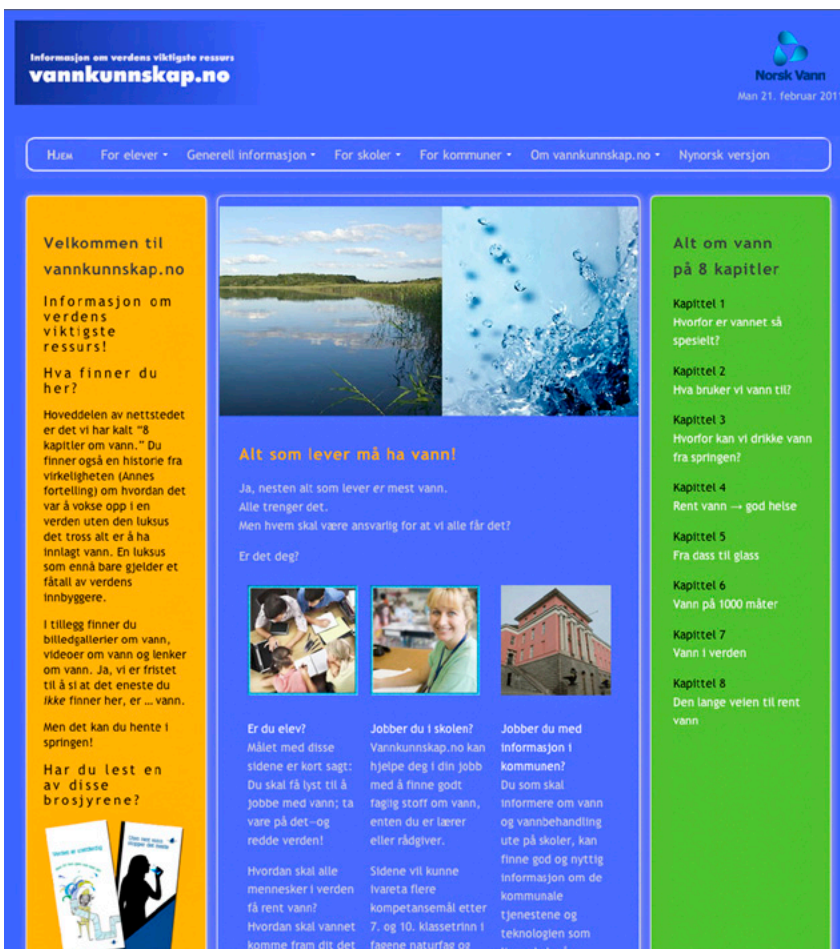 Informasjon om verdens viktigste ressurs
vannkunnskap.no
Norsk Vann
Man 21. februar 2011
Hjem For elever Generell informasjon For skoler For kommuner Om vannkunnskap.no Nynorsk versjon
Velkommen til
vannkunnskap.no
Informasjon om
verdens
viktigste
ressurs!
Hva finner du
her?
Hoveddelen av nettstedet
er det vi har kalt “8
kapitler om vann.” Du
finner også en historie fra
virkeligheten (Annes
fortelling) om hvordan det
var å vokse opp i en
verden uten den luksus
det tross alt er å ha
innlagt vann. En luksus
som ennå bare gjelder et
fåtall av verdens
innbyggere.
I tillegg finner du
billedgallerier om vann,
videoer om vann og lenker
om vann. Ja, vi er fristet
til å si at det eneste du
ikke finner her, er … vann.
Men det kan du hente i
springen!
Har du lest en
av disse
brosjyrene?
Alt som lever må ha vann!
Ja, nesten alt som lever er mest vann.
Alle trenger det.
Men hvem skal være ansvarlig for at vi alle får det?
Er det deg?
Er du elev?
Målet med disse
sidene er kort sagt:
Du skal få lyst til å
jobbe med vann; ta
vare på det—og
redde verden!
Hvordan skal alle
mennesker i verden
få rent vann?
Hvordan skal vannet
komme fram dit det
Jobber du i skolen?
Vannkunnskap.no kan
hjelpe deg i din jobb
med å finne godt
faglig stoff om vann,
enten du er lærer
eller rådgiver.
Sidene vil kunne
ivareta flere
kompetansemål etter
7. og 10. klassetrinn i
fagene naturfag og
Jobber du med
informasjon i
kommunen?
Du som skal
informere om vann
og vannbehandling
ute på skoler, kan
finne god og nyttig
informasjon om de
kommunale
tjenestene og
teknologien som
Alt om vann
på 8 kapitler
Kapittel 1
Hvorfor er vannet så
spesielt?
Kapittel 2
Hva bruker vi vann til?
Kapittel 3
Hvorfor kan vi drikke vann
fra springen?
Kapittel 4
Rent vann → god helse
Kapittel 5
Fra dass til glass
Kapittel 6
Vann på 1000 måter
Kapittel 7
Vann i verden
Kapittel 8
Den lange veien til rent
vann